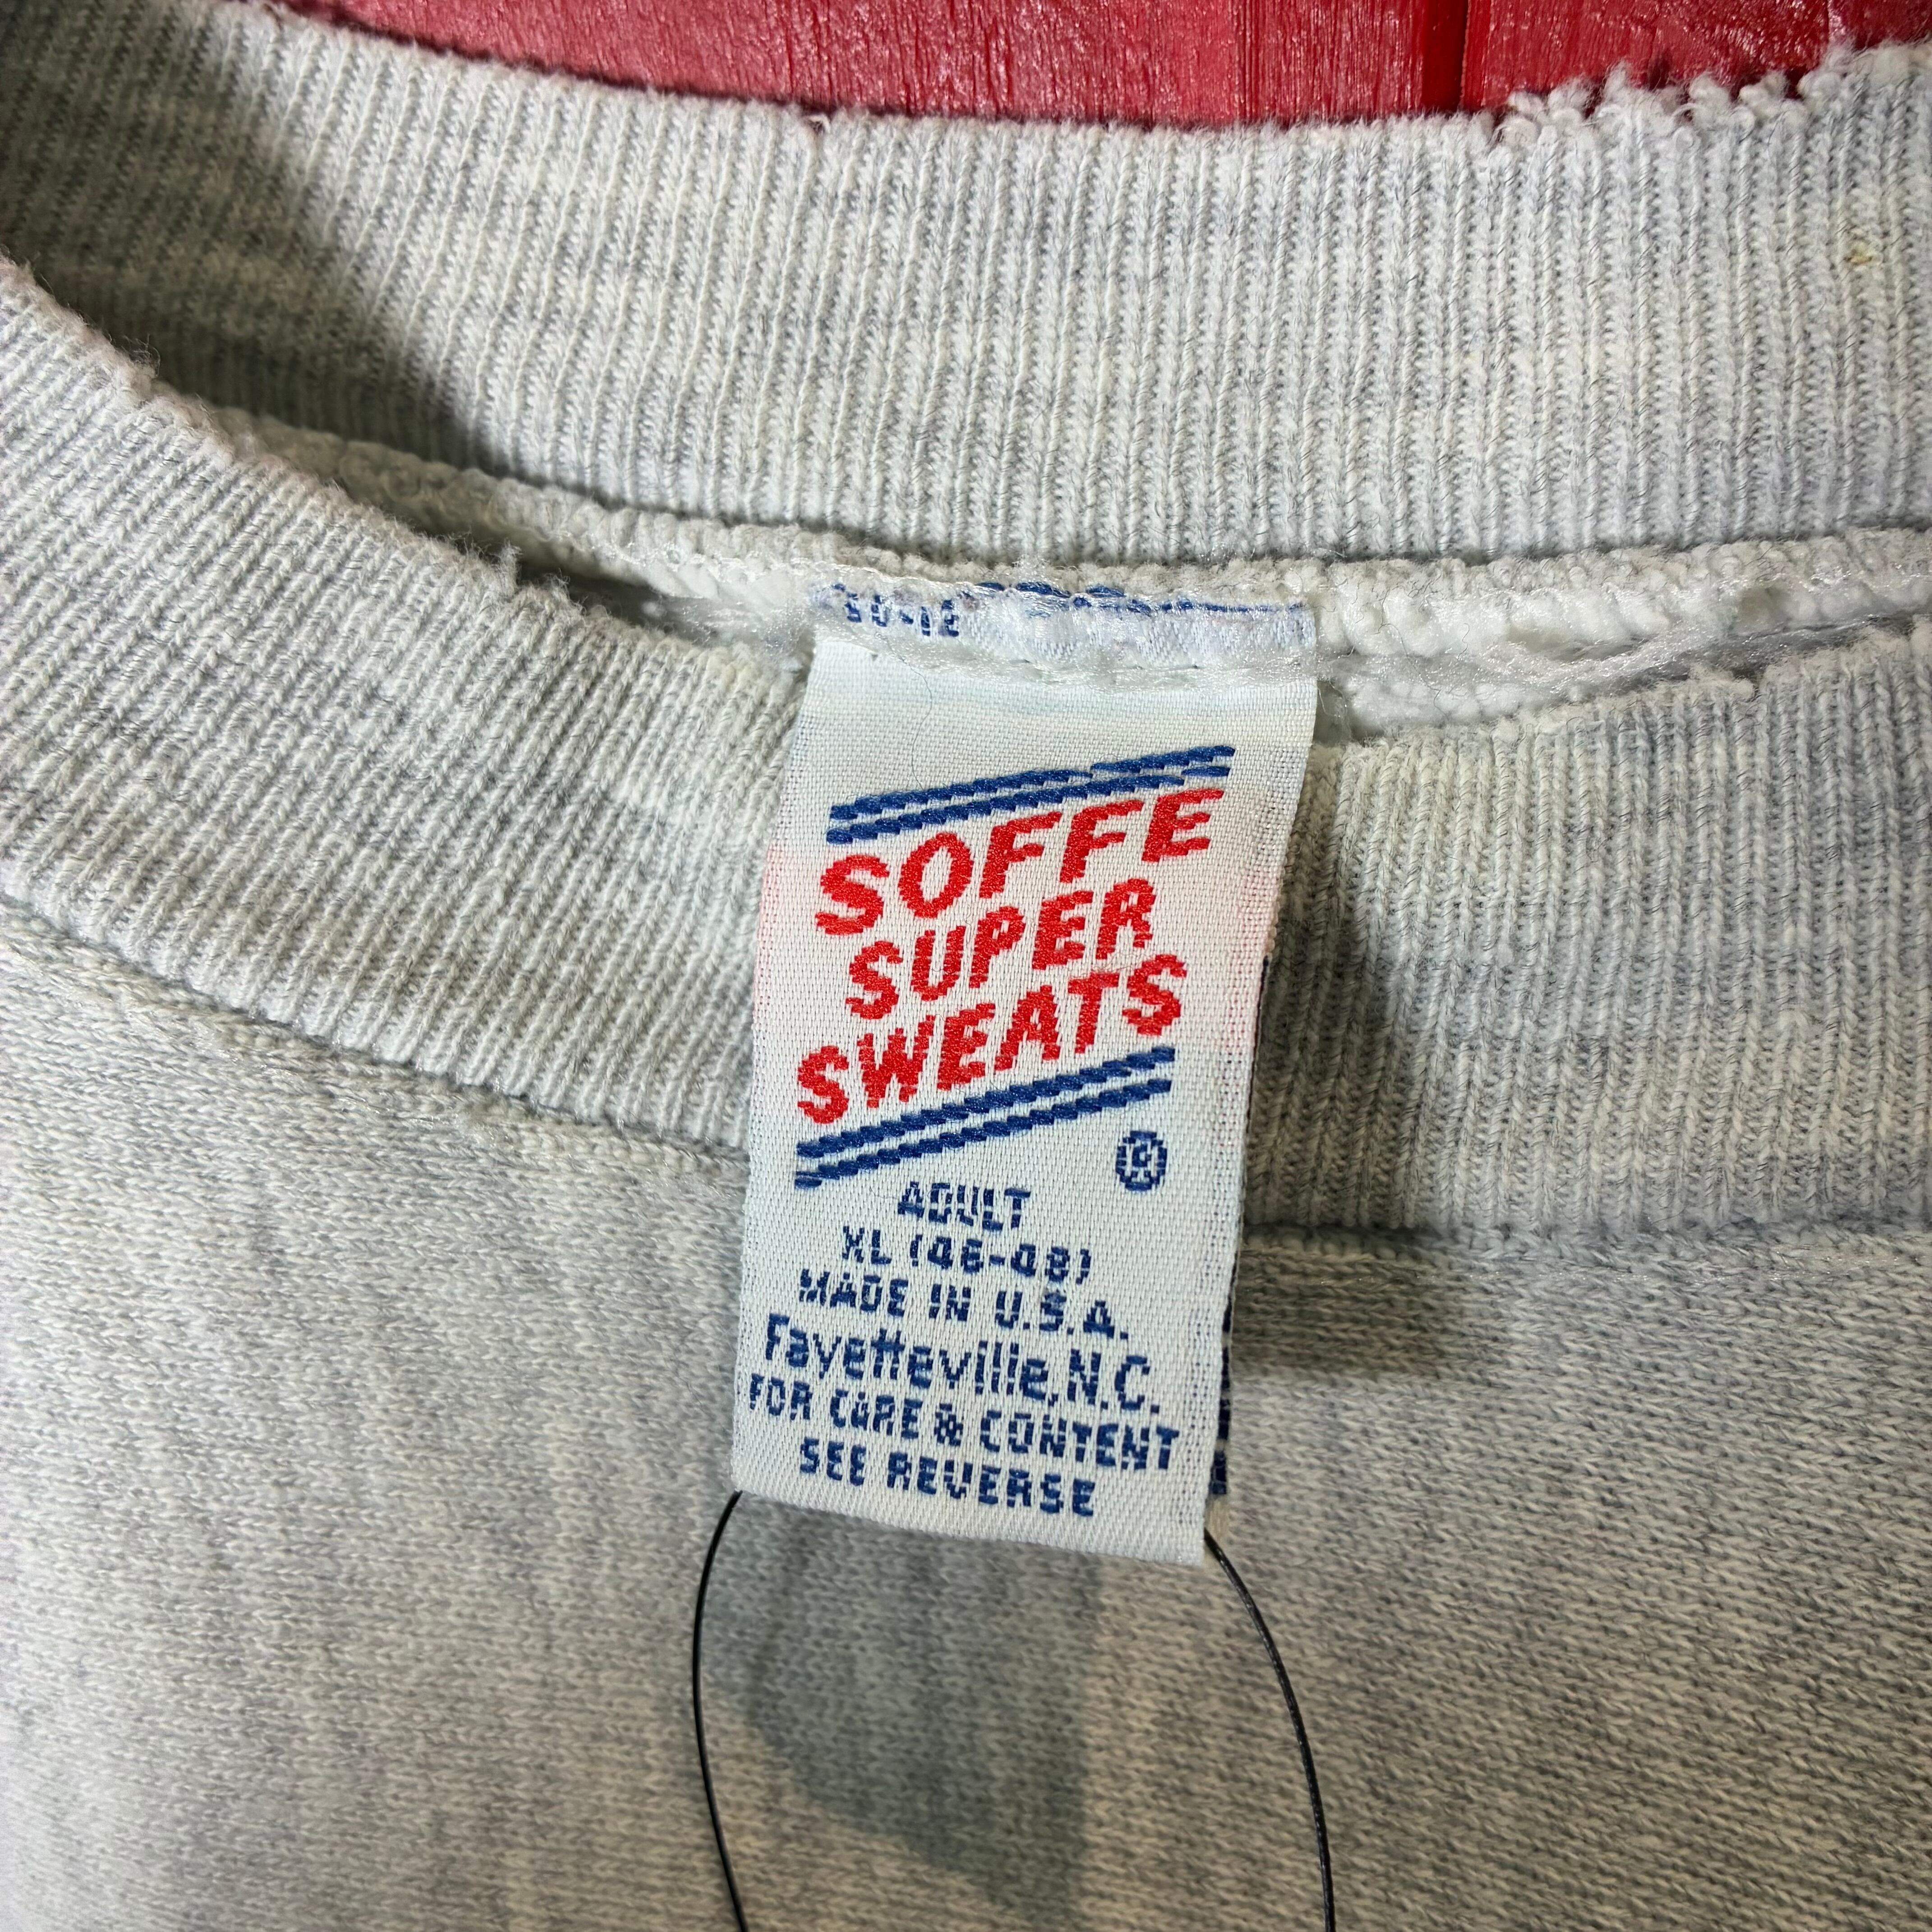 SOFFE
SUPER
SWEATS
®
ADULT
XL (46-48)
MADE IN U.S.A.
Fayetteville, N.C.
FOR CARE & CONTENT
SEE REVERSE